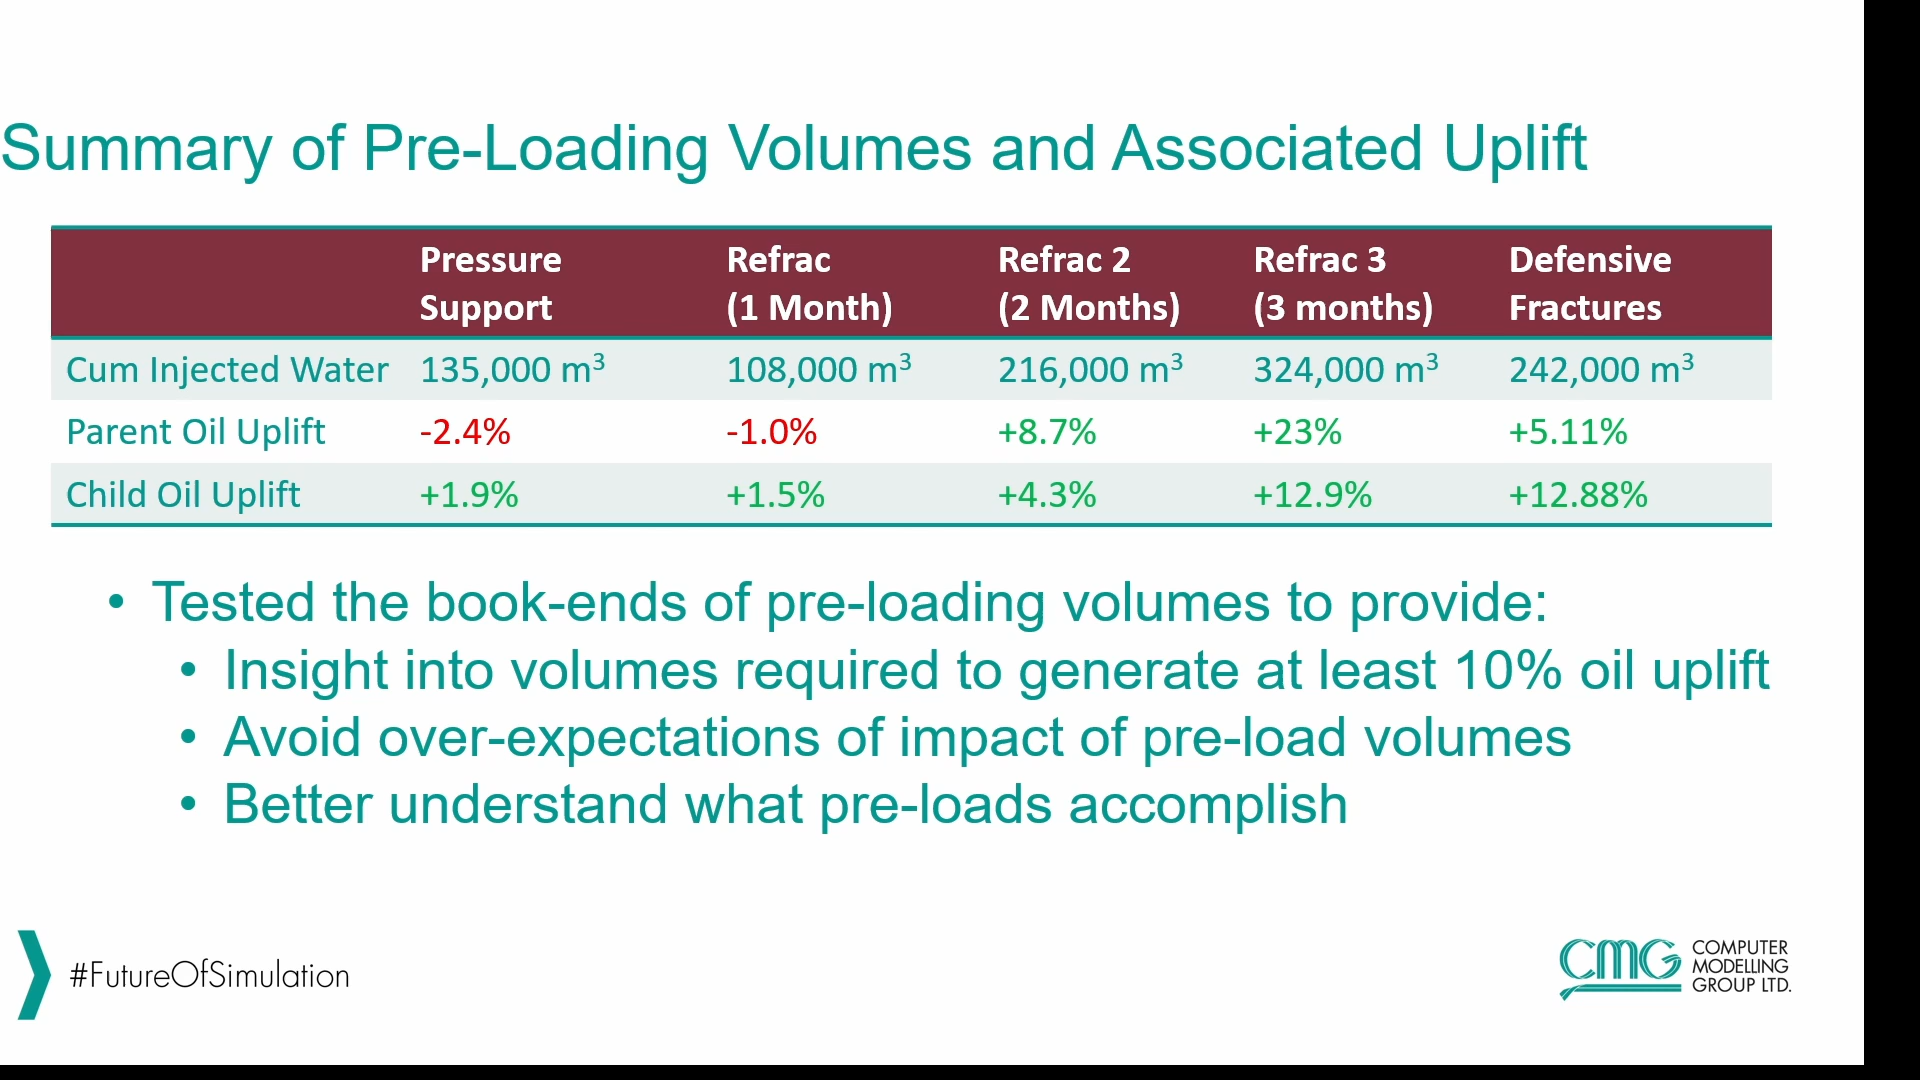 Summary of Pre-Loading Volumes and Associated Uplift
Pressure Support Refrac (1 Month) Refrac 2 (2 Months) Refrac 3 (3 months) Defensive Fractures
Cum Injected Water 135,000 m³ 108,000 m³ 216,000 m³ 324,000 m³ 242,000 m³
Parent Oil Uplift -2.4% -1.0% +8.7% +23% +5.11%
Child Oil Uplift +1.9% +1.5% +4.3% +12.9% +12.88%
• Tested the book-ends of pre-loading volumes to provide:
• Insight into volumes required to generate at least 10% oil uplift
• Avoid over-expectations of impact of pre-load volumes
• Better understand what pre-loads accomplish
#FutureOfSimulation
CMG
COMPUTER
MODELLING
GROUP LTD.